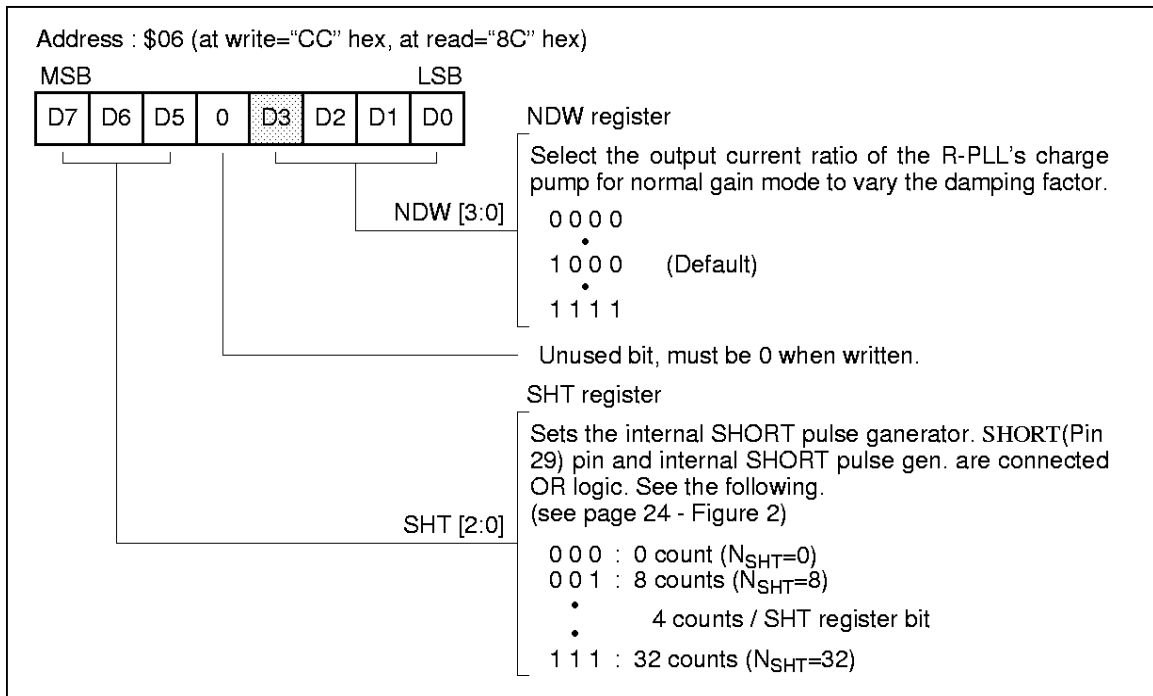 Address : $06 (at write="CC" hex, at read="8C" hex)
MSB LSB
D7 D6 D5 0 D3 D2 D1 D0
NDW register
Select the output current ratio of the R-PLL's charge
pump for normal gain mode to vary the damping factor.
NDW [3:0]
0 0 0 0
•
1 0 0 0 (Default)
•
1 1 1 1
Unused bit, must be 0 when written.
SHT register
Sets the internal SHORT pulse ganerator. SHORT(Pin
29) pin and internal SHORT pulse gen. are connected
OR logic. See the following.
(see page 24 - Figure 2)
SHT [2:0]
0 0 0 : 0 count (NSHT=0)
0 0 1 : 8 counts (NSHT=8)
•
4 counts / SHT register bit
•
1 1 1 : 32 counts (NSHT=32)